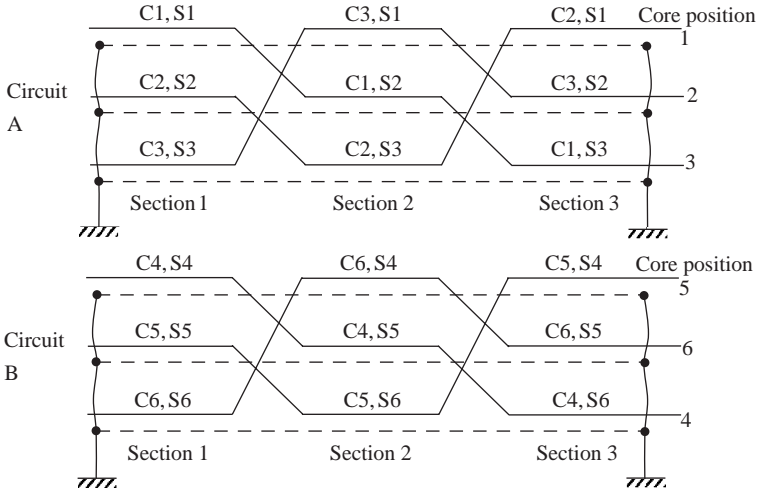 C1, S1 C3, S1 C2, S1 Core position
1
C2, S2 C1, S2 C3, S2
2
Circuit
A
C3, S3 C2, S3 C1, S3
3
Section 1 Section 2 Section 3
C4, S4 C6, S4 C5, S4 Core position
5
C5, S5 C4, S5 C6, S5
6
Circuit
B
C6, S6 C5, S6 C4, S6
4
Section 1 Section 2 Section 3